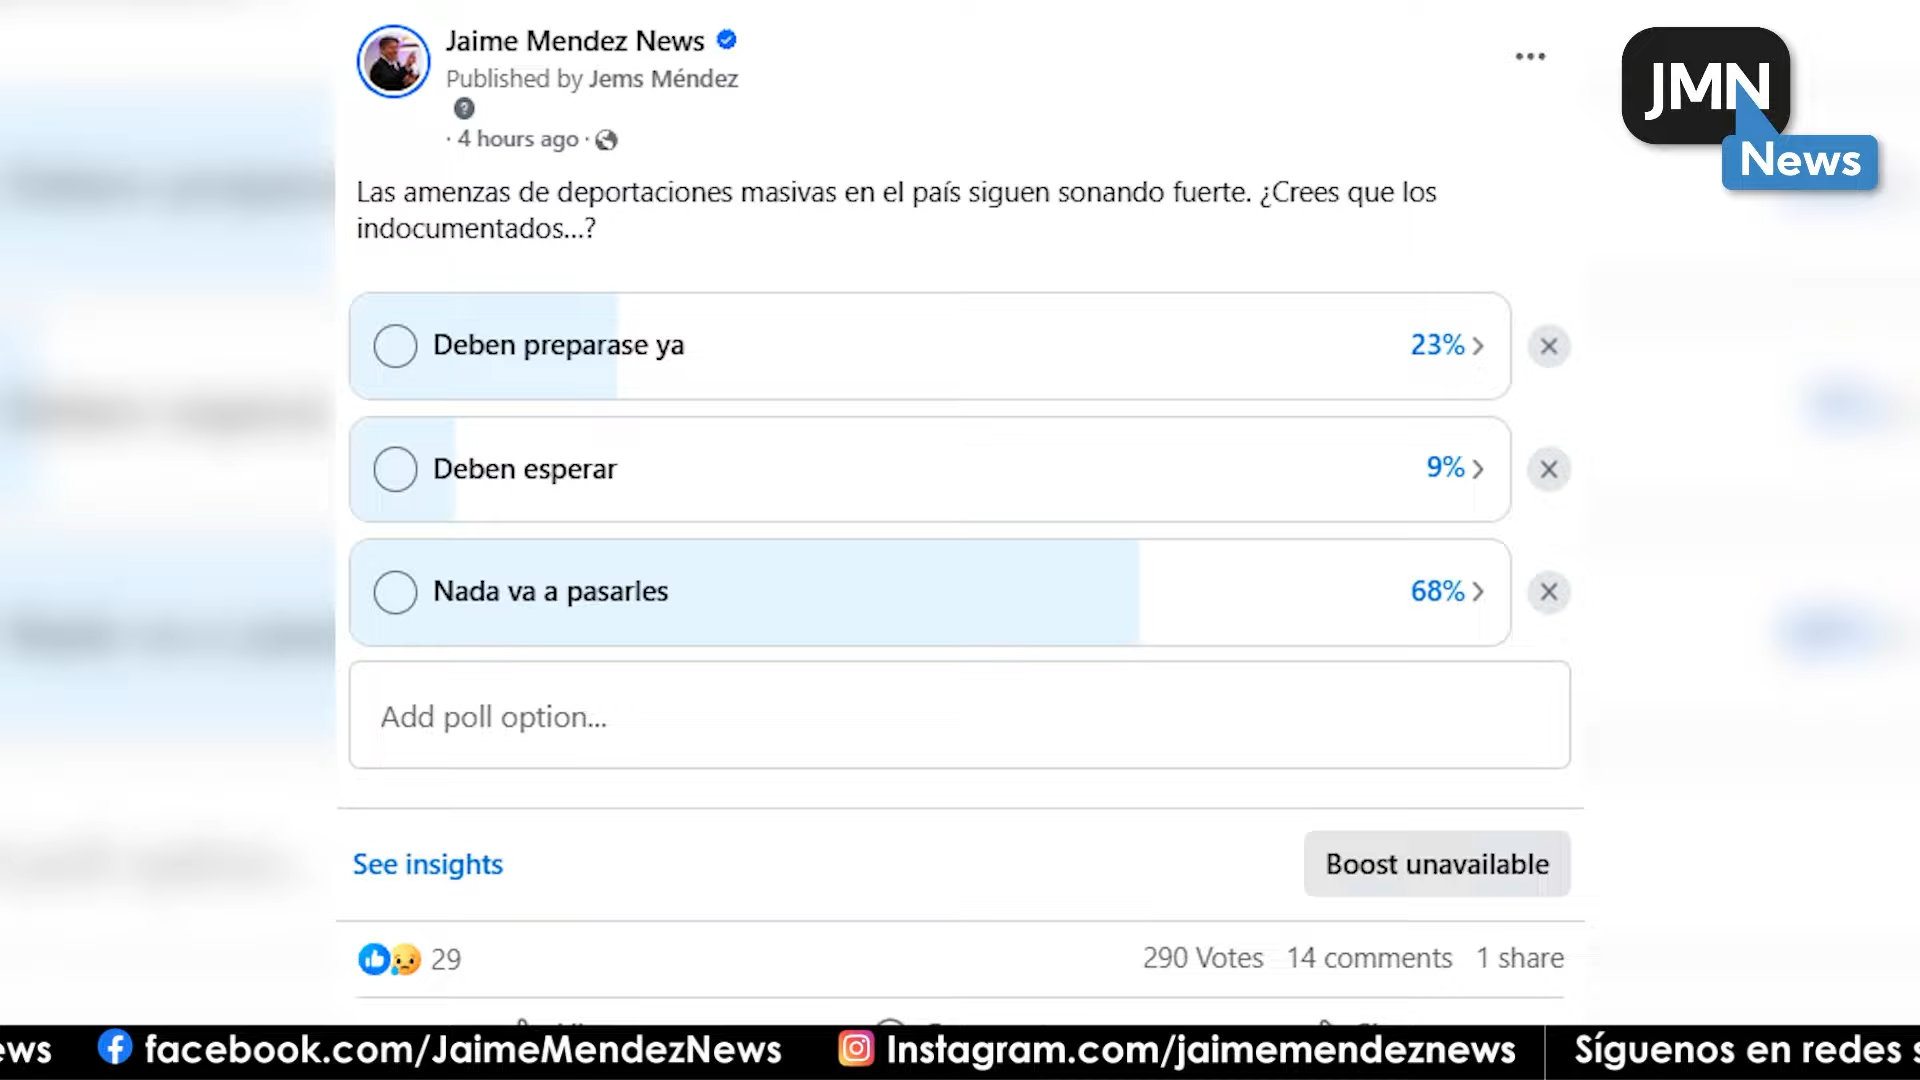 Jaime Mendez News
Published by Jems Méndez
?
· 4 hours ago ·
JMN
News
Las amenzas de deportaciones masivas en el país siguen sonando fuerte. ¿Crees que los
indocumentados...?
Deben preparase ya 23%
Deben esperar 9%
Nada va a pasarles 68%
Add poll option...
See insights
Boost unavailable
29
290 Votes 14 comments 1 share
ews facebook.com/JaimeMendezNews Instagram.com/jaimemendeznews Síguenos en redes s